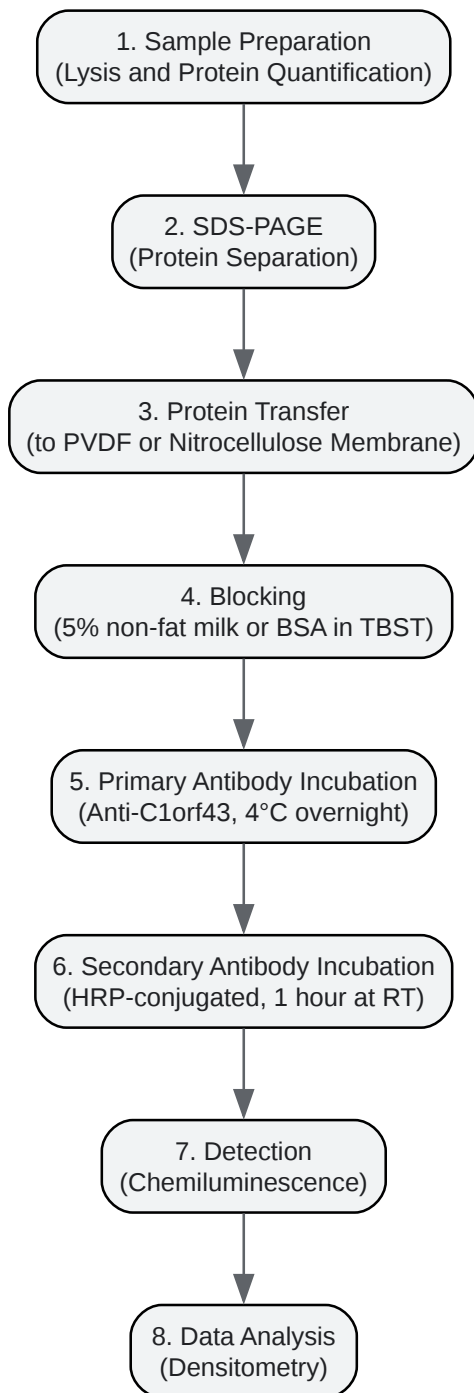 1. Sample Preparation
(Lysis and Protein Quantification)
2. SDS-PAGE
(Protein Separation)
3. Protein Transfer
(to PVDF or Nitrocellulose Membrane)
4. Blocking
(5% non-fat milk or BSA in TBST)
5. Primary Antibody Incubation
(Anti-C1orf43, 4°C overnight)
6. Secondary Antibody Incubation
(HRP-conjugated, 1 hour at RT)
7. Detection
(Chemiluminescence)
8. Data Analysis
(Densitometry)